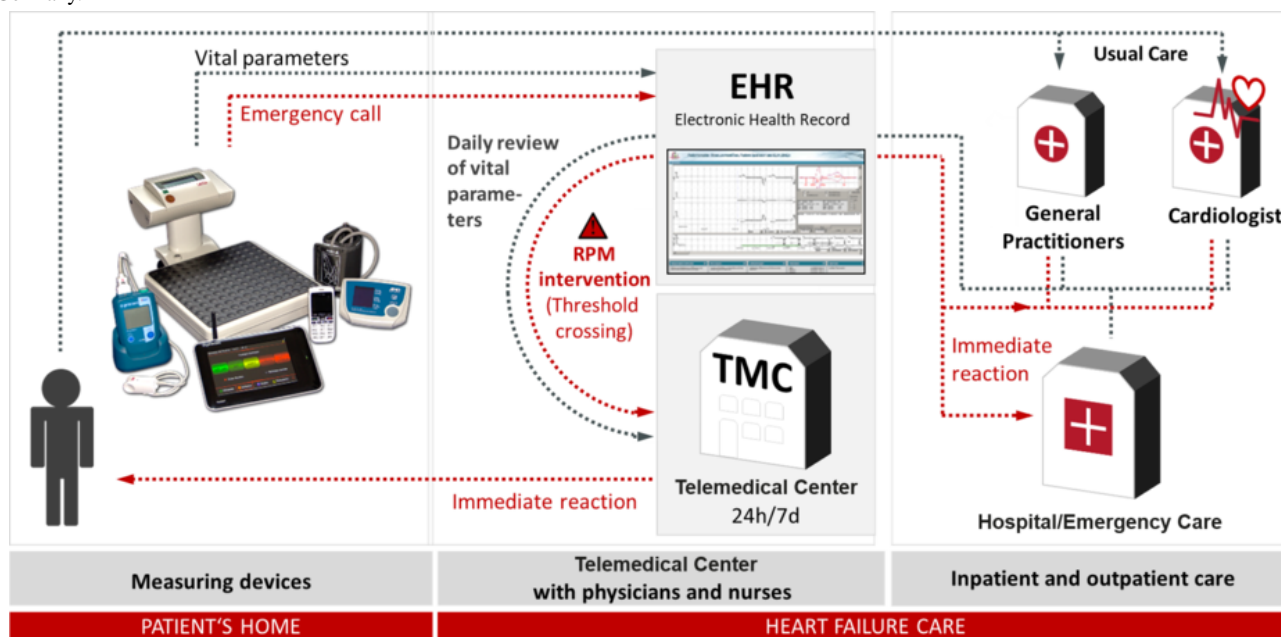 Vital parameters
Emergency call
EHR
Electronic Health Record
Daily review
of vital
parame-
ters
RPM
intervention
(Threshold
crossing)
TMC
Telemedical Center
24h/7d
Immediate reaction
Usual Care
General
Practitioners
Cardiologist
Immediate
reaction
Hospital/Emergency Care
Measuring devices
Telemedical Center
with physicians and nurses
Inpatient and outpatient care
PATIENT‘S HOME
HEART FAILURE CARE